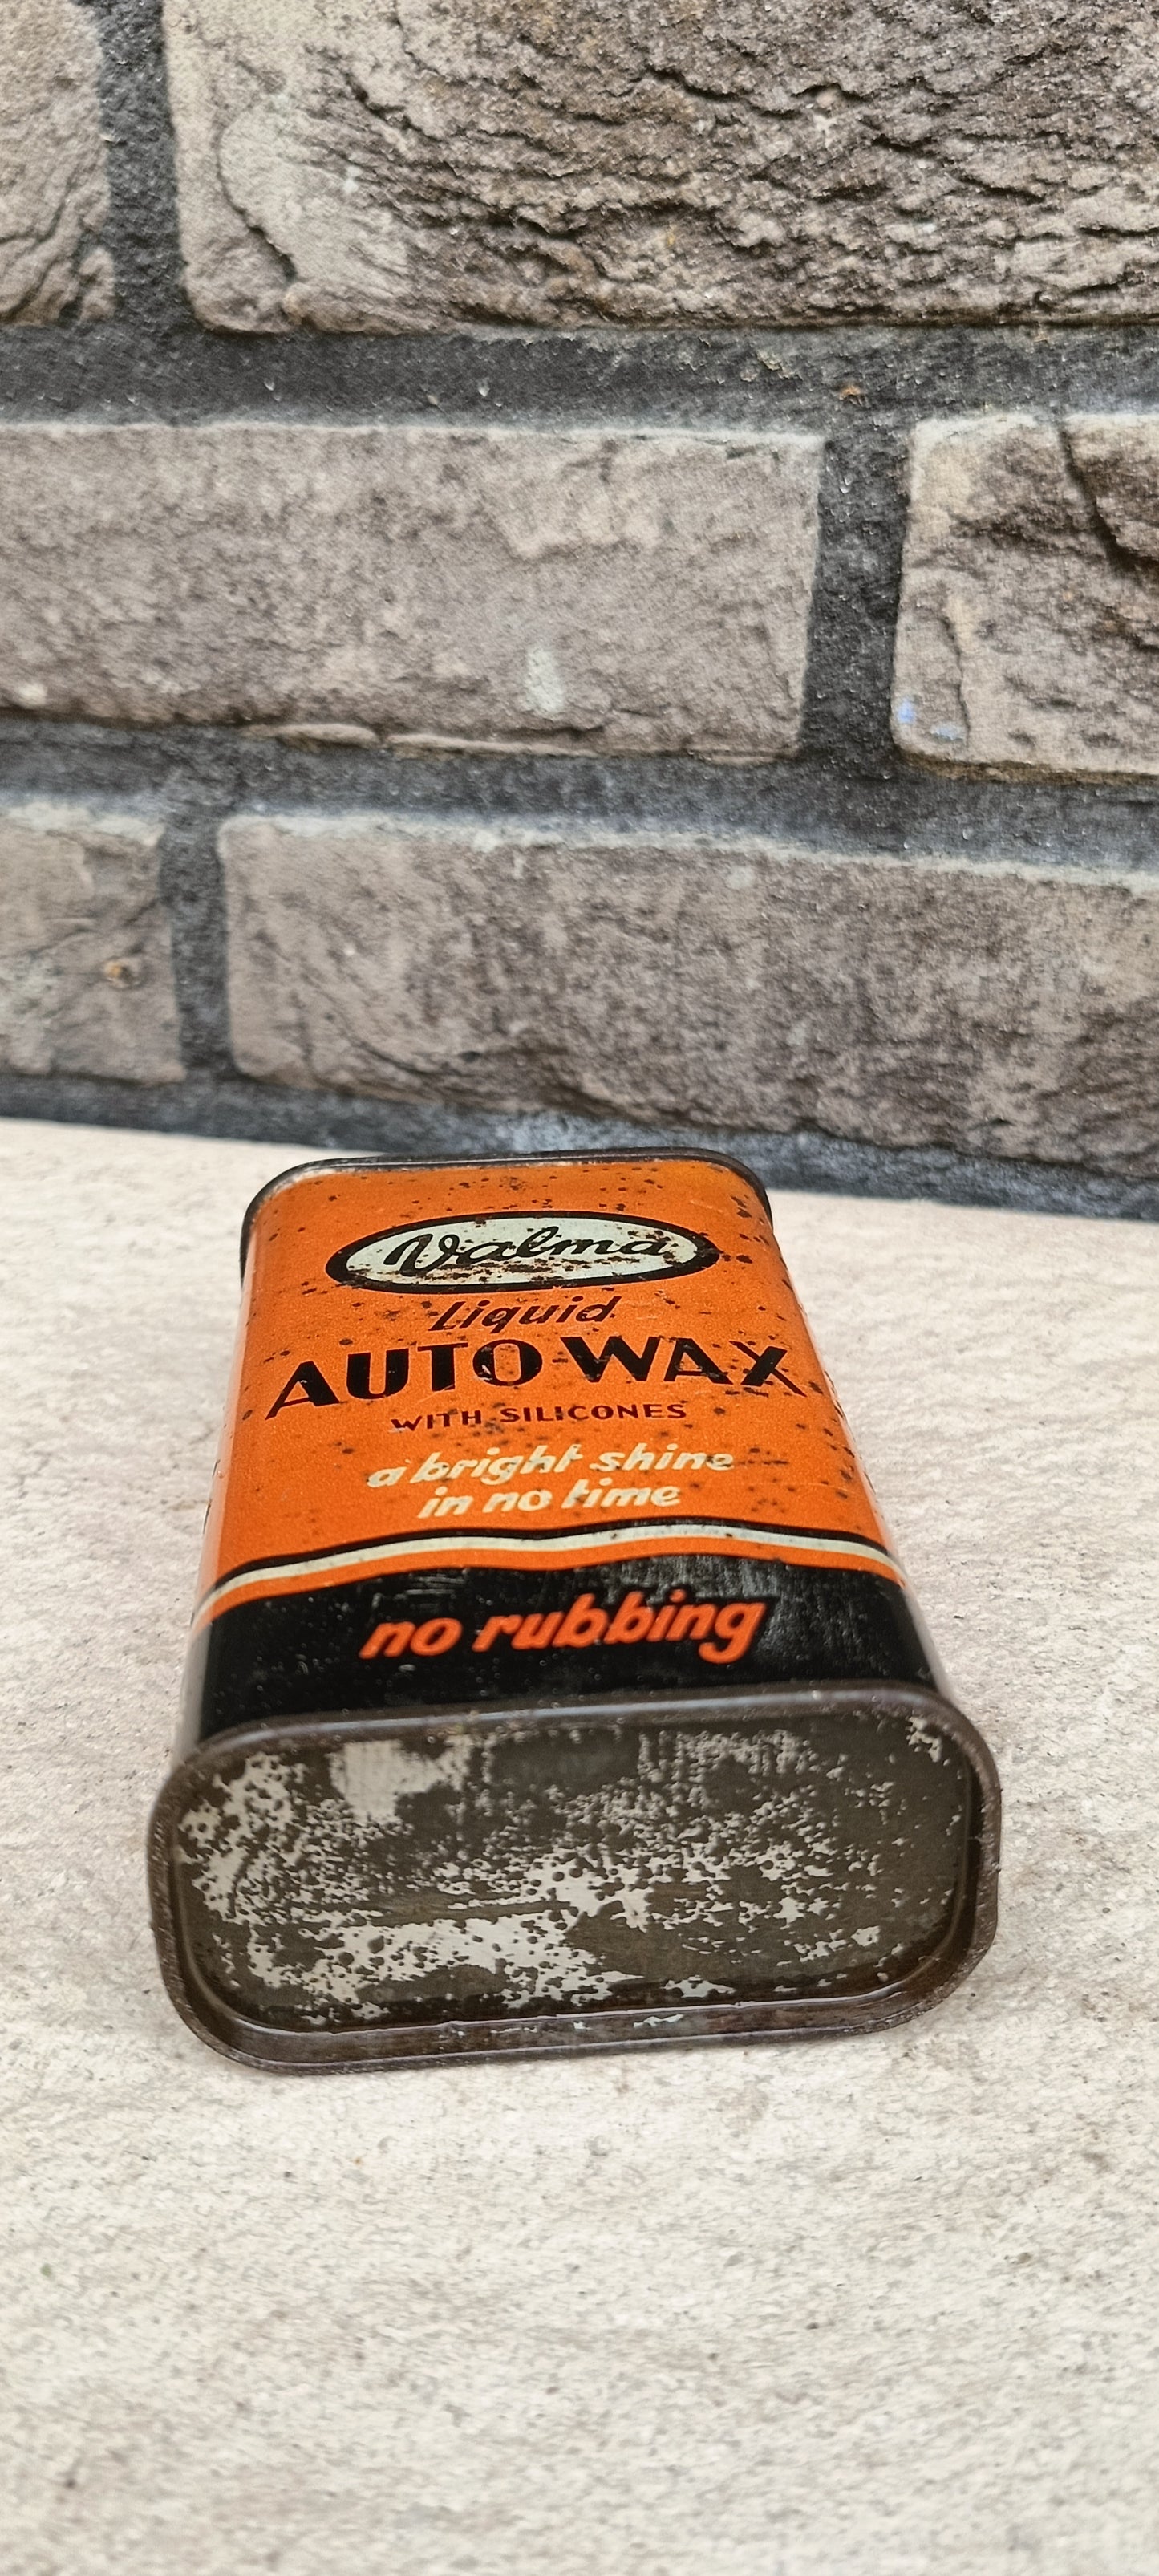 Valma
Liquid
AUTO-WAX
WITH SILICONES
a bright shine
in no time
no rubbing